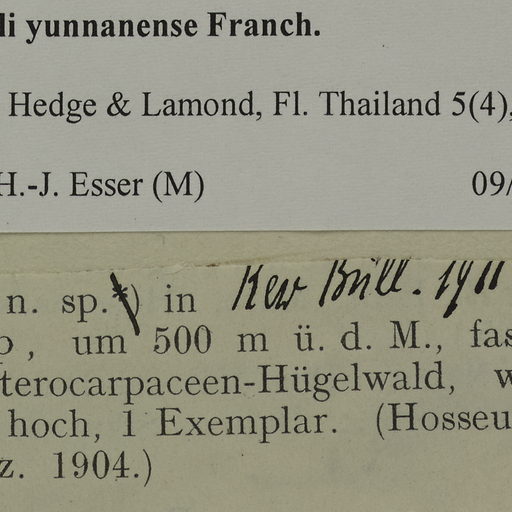 li yunnanense Franch.
Hedge & Lamond, Fl. Thailand 5(4),
H.-J. Esser (M) 09/
n. sp.*) in Kew Bull. 1911
o, um 500 m ü. d. M., fas
terocarpaceen-Hügelwald, w
hoch, 1 Exemplar. (Hosseu
z. 1904.)